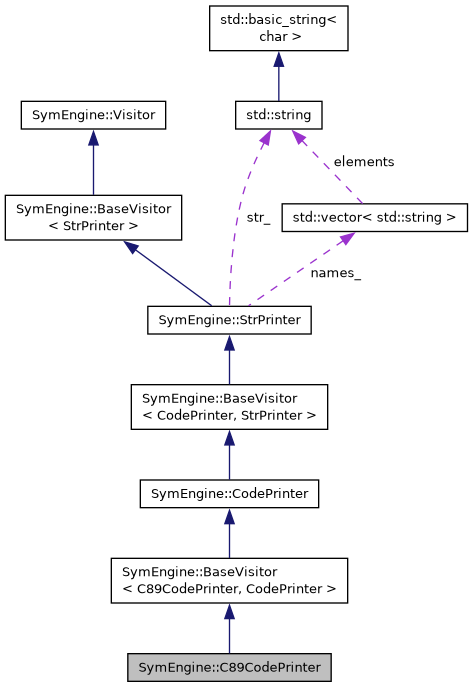 std::basic_string<
char >
SymEngine::Visitor
std::string
elements
SymEngine::BaseVisitor
< StrPrinter >
std::vector< std::string >
str_
names_
SymEngine::StrPrinter
SymEngine::BaseVisitor
< CodePrinter, StrPrinter >
SymEngine::CodePrinter
SymEngine::BaseVisitor
< C89CodePrinter, CodePrinter >
SymEngine::C89CodePrinter